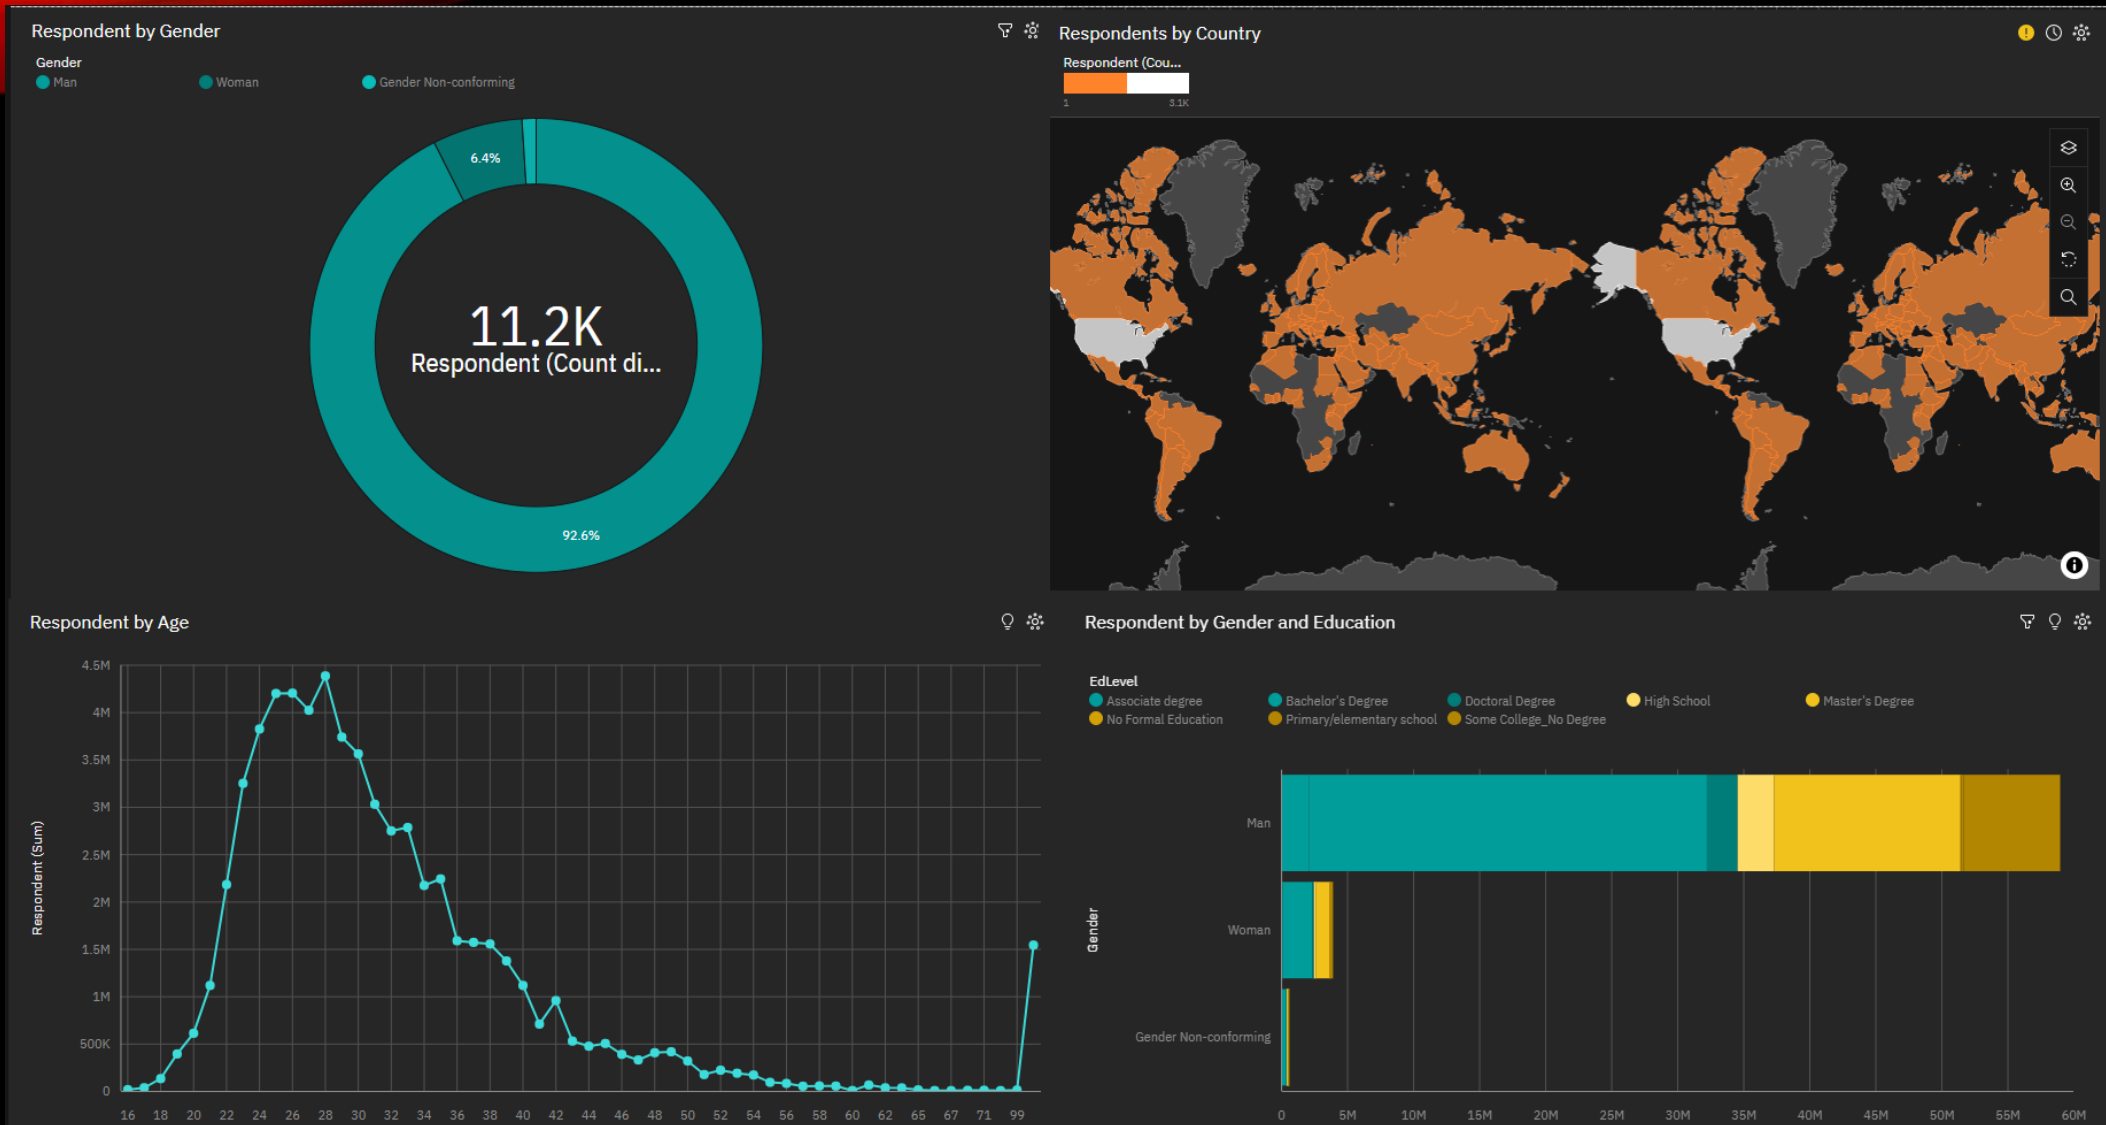 Respondent by Gender
Gender
Man Woman Gender Non-conforming
6.4%
11.2K
Respondent (Count di...
92.6%
Respondents by Country
Respondent (Cou...
1 3.1K
Respondent by Age
Respondent (Sum)
4.5M
4M
3.5M
3M
2.5M
2M
1.5M
1M
500K
0
16 18 20 22 24 26 28 30 32 34 36 38 40 42 44 46 48 50 52 54 56 58 60 62 65 67 71 99
Respondent by Gender and Education
EdLevel
Associate degree Bachelor's Degree Doctoral Degree High School Master's Degree
No Formal Education Primary/elementary school Some College_No Degree
Gender
Man
Woman
Gender Non-conforming
0 5M 10M 15M 20M 25M 30M 35M 40M 45M 50M 55M 60M